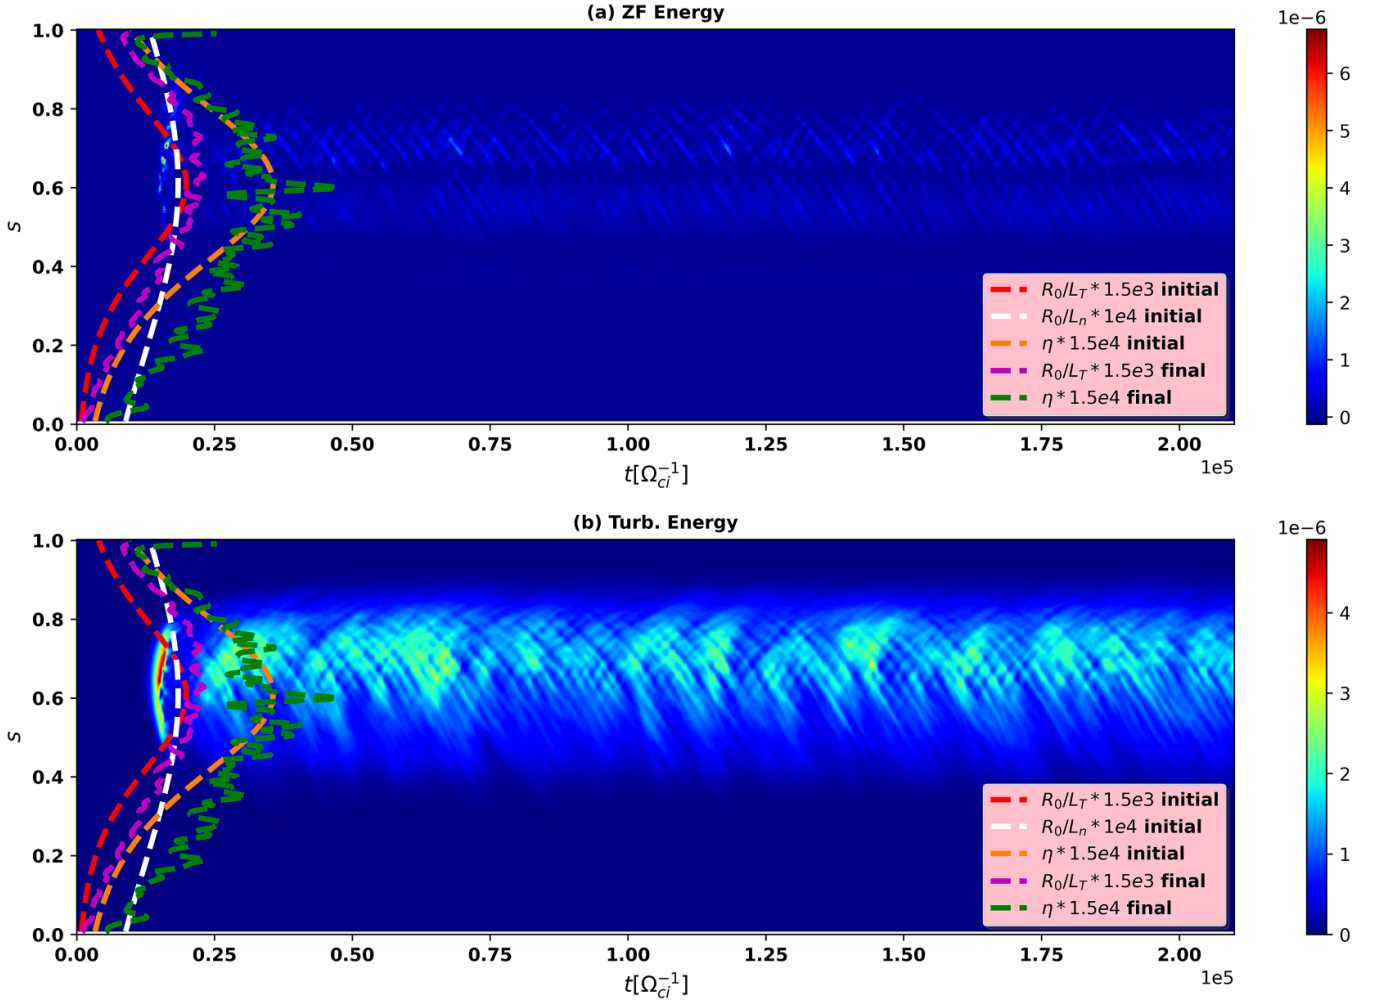 (a) ZF Energy
1e−6
1.0
0.8
0.6
0.4
0.2
0.0
s
6
5
4
3
2
1
0
R₀/L_T * 1.5e3 initial
R₀/Lₙ * 1e4 initial
η * 1.5e4 initial
R₀/L_T * 1.5e3 final
η * 1.5e4 final
0.00 0.25 0.50 0.75 1.00 1.25 1.50 1.75 2.00
1e5
t[Ω_{ci}^{−1}]
(b) Turb. Energy
1e−6
1.0
0.8
0.6
0.4
0.2
0.0
s
4
3
2
1
0
R₀/L_T * 1.5e3 initial
R₀/Lₙ * 1e4 initial
η * 1.5e4 initial
R₀/L_T * 1.5e3 final
η * 1.5e4 final
0.00 0.25 0.50 0.75 1.00 1.25 1.50 1.75 2.00
1e5
t[Ω_{ci}^{−1}]